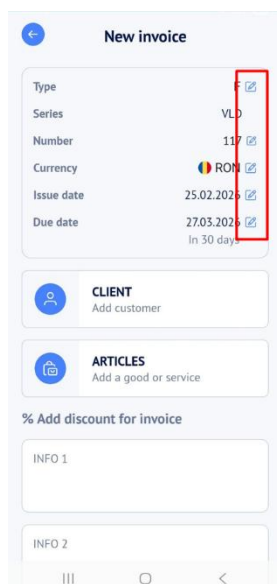 New invoice
Type F
Series VLD
Number 117
Currency RON
Issue date 25.02.2026
Due date 27.03.2026
In 30 days
CLIENT
Add customer
ARTICLES
Add a good or service
% Add discount for invoice
INFO 1
INFO 2